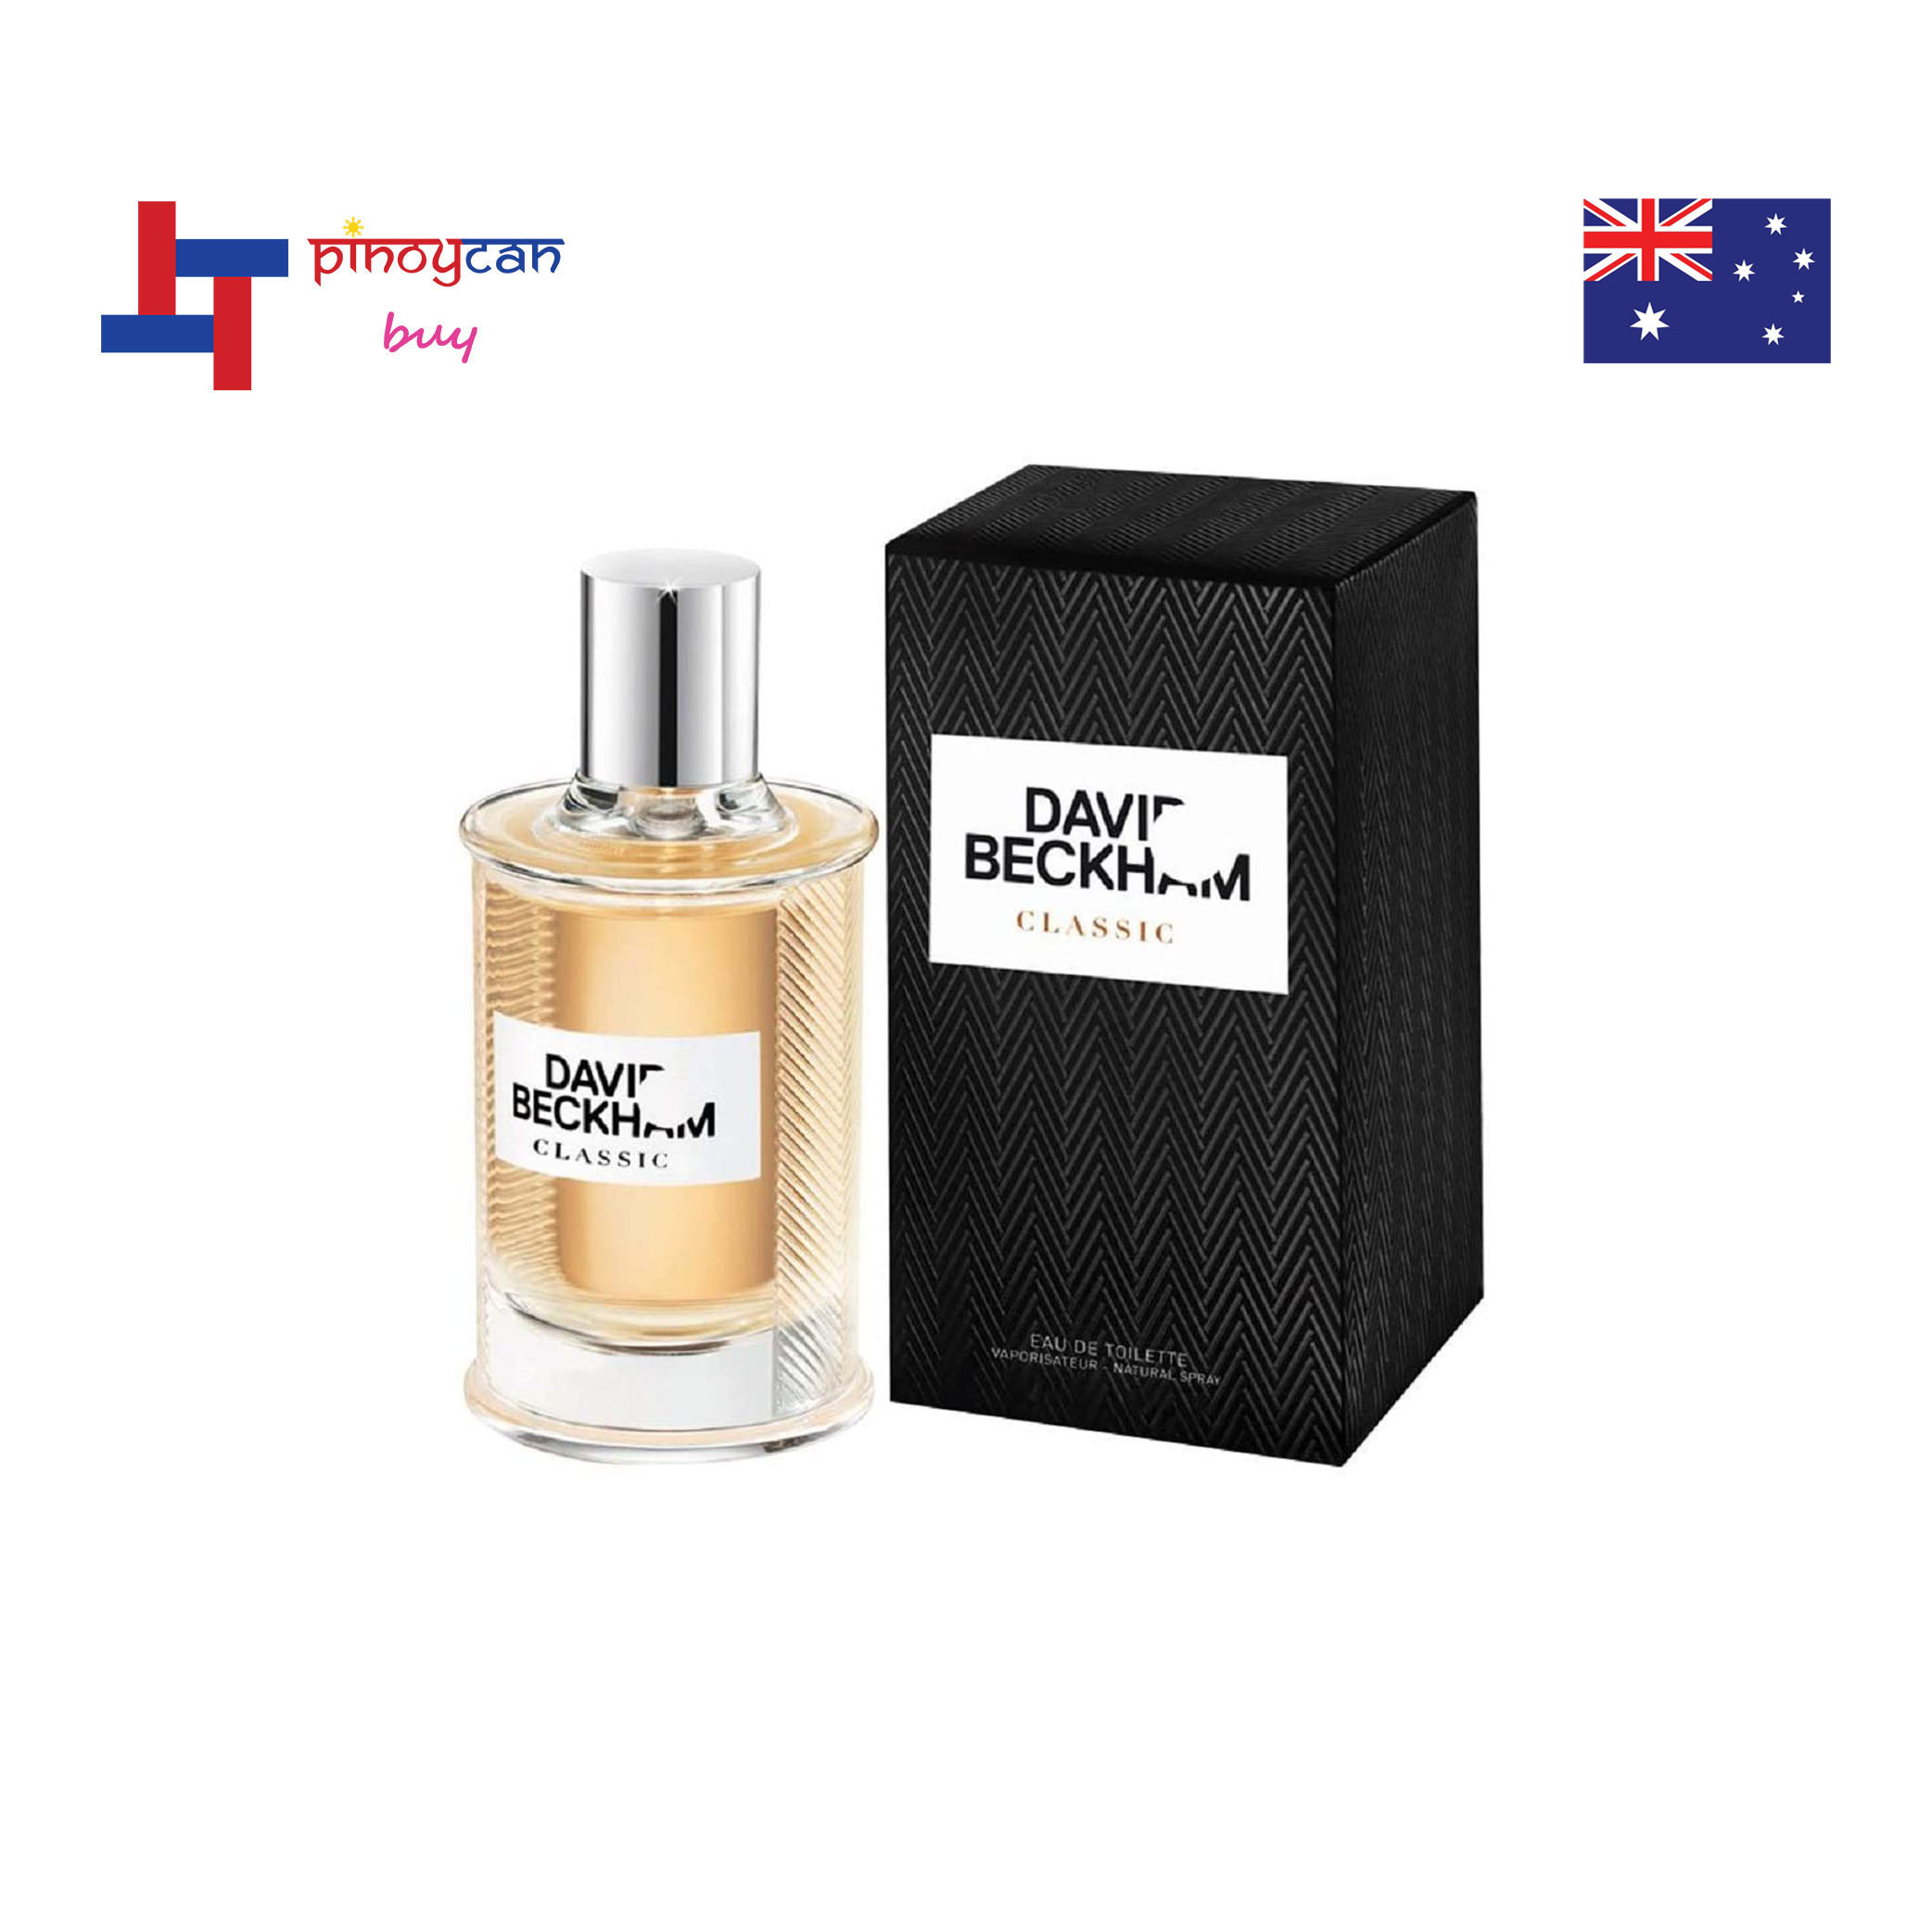 pinoycan
buy
DAVID
BECKHAM
CLASSIC
EAU DE TOILETTE
VAPORISATEUR - NATURAL SPRAY
DAVID
BECKHAM
CLASSIC